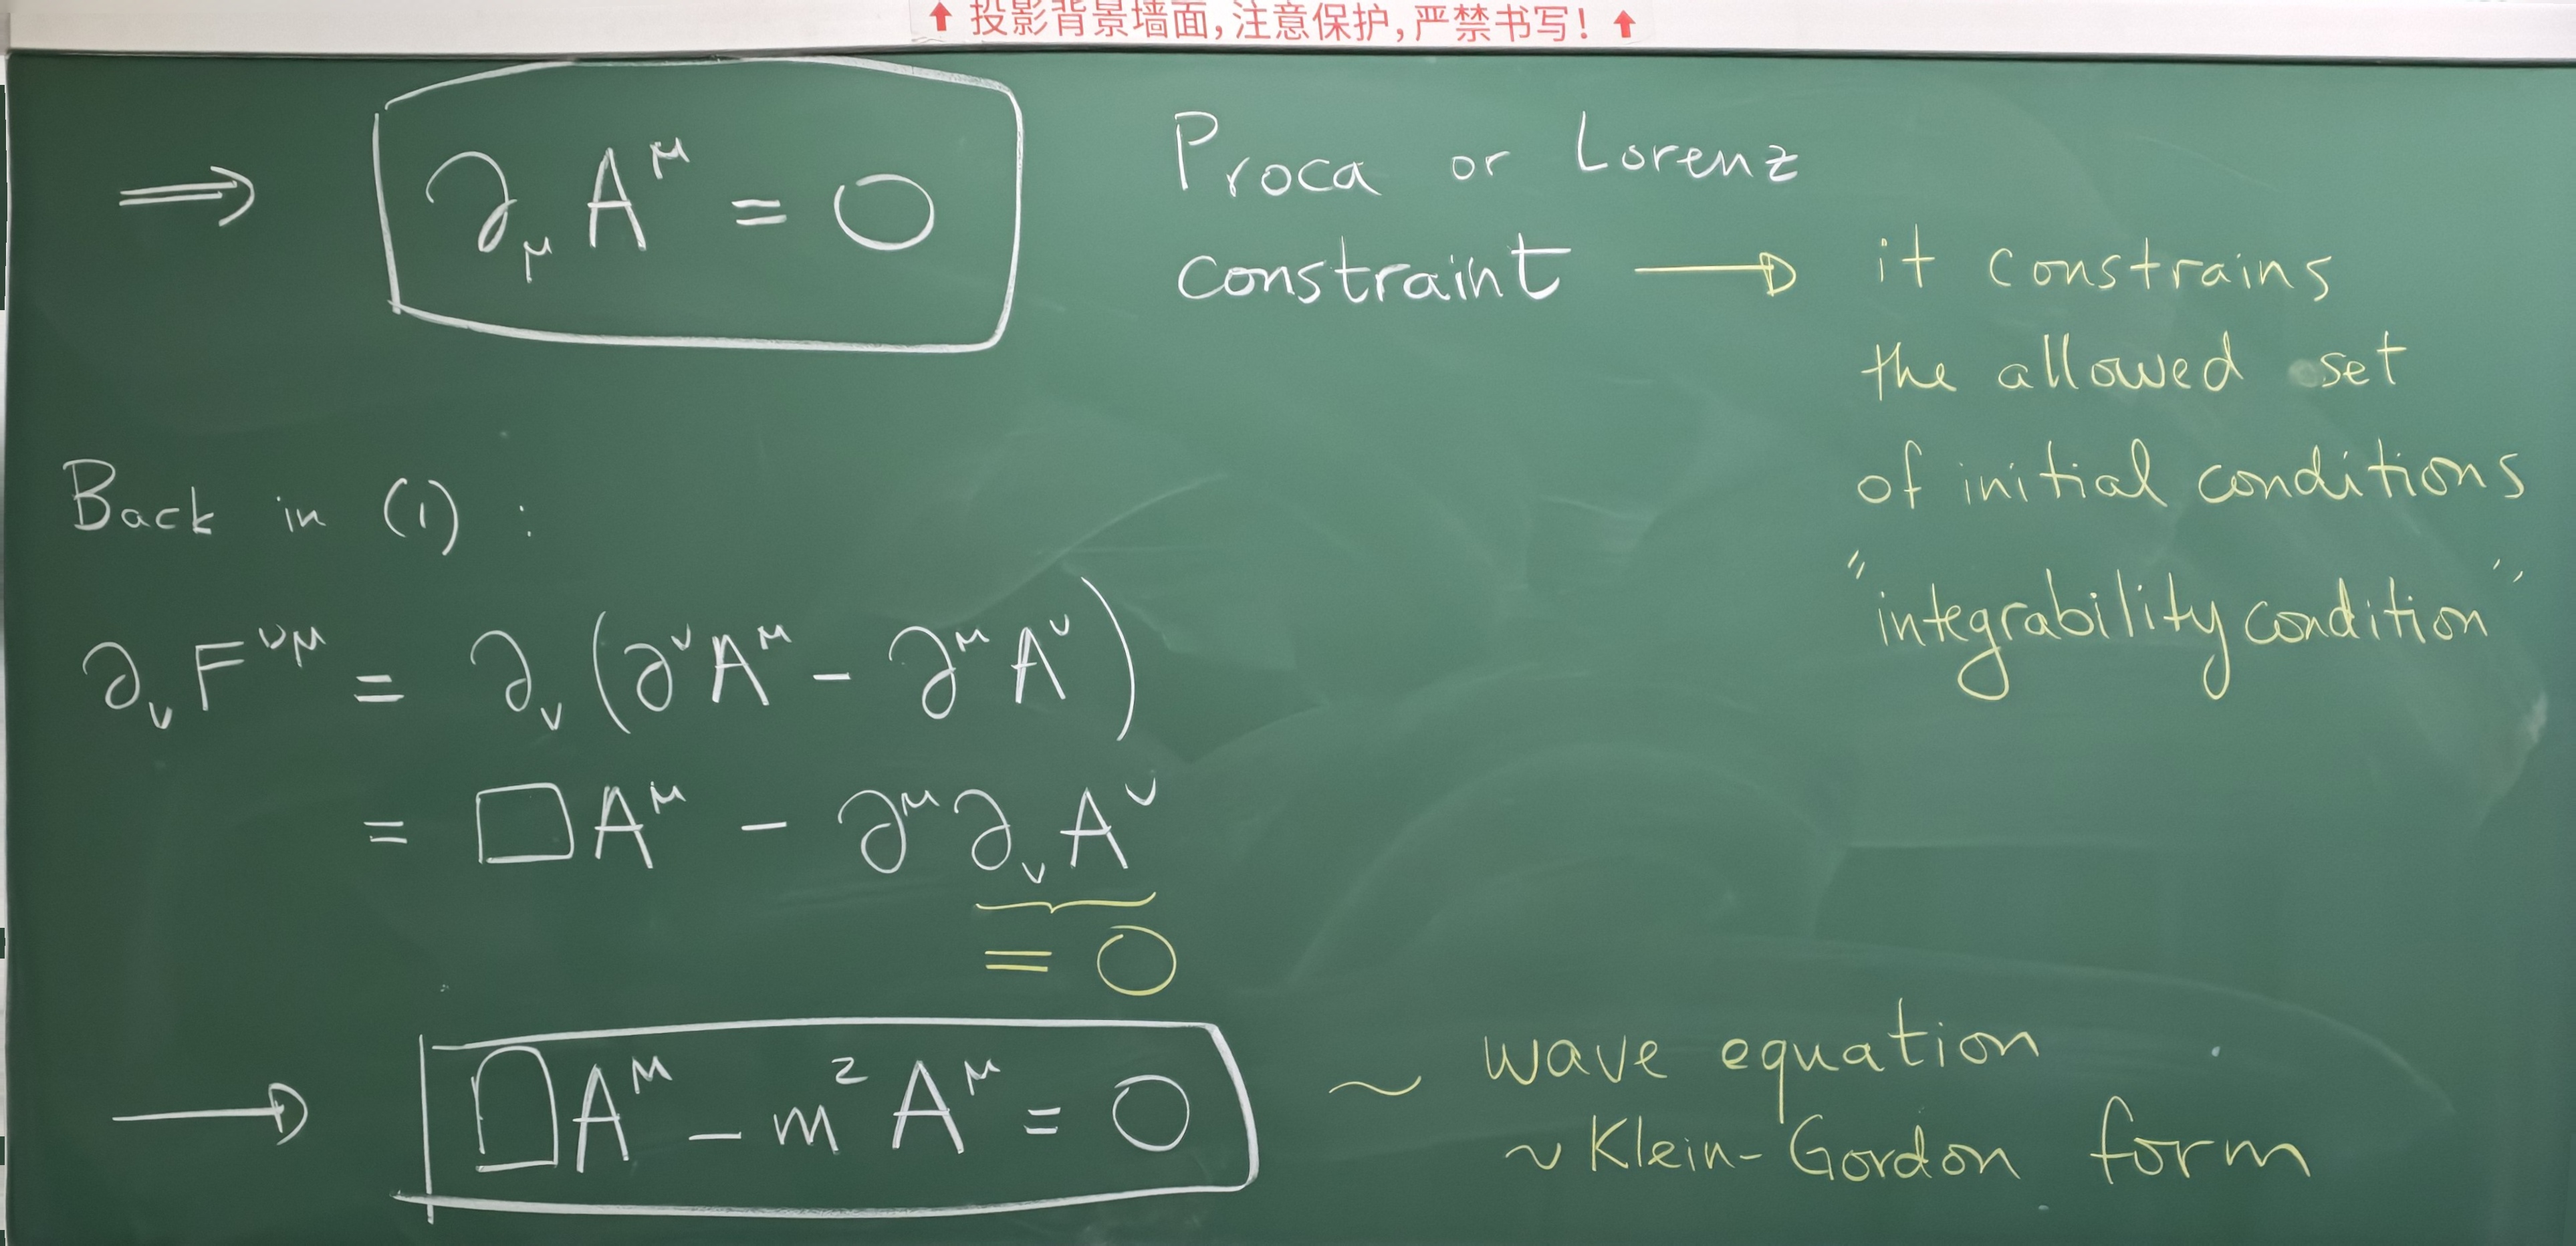 ⬆ 投影背景墙面,注意保护,严禁书写! ⬆
⟹ ∂_μ A^μ = 0
Proca or Lorenz
constraint ⟶ it constrains
the allowed set
of initial conditions
"integrability condition"
Back in (1) :
∂_ν F^{νμ} = ∂_ν (∂^ν A^μ - ∂^μ A^ν)
= □A^μ - ∂^μ ∂_ν A^ν
= 0
⟶ □A^μ - m² A^μ = 0
~ wave equation
~ Klein-Gordon form